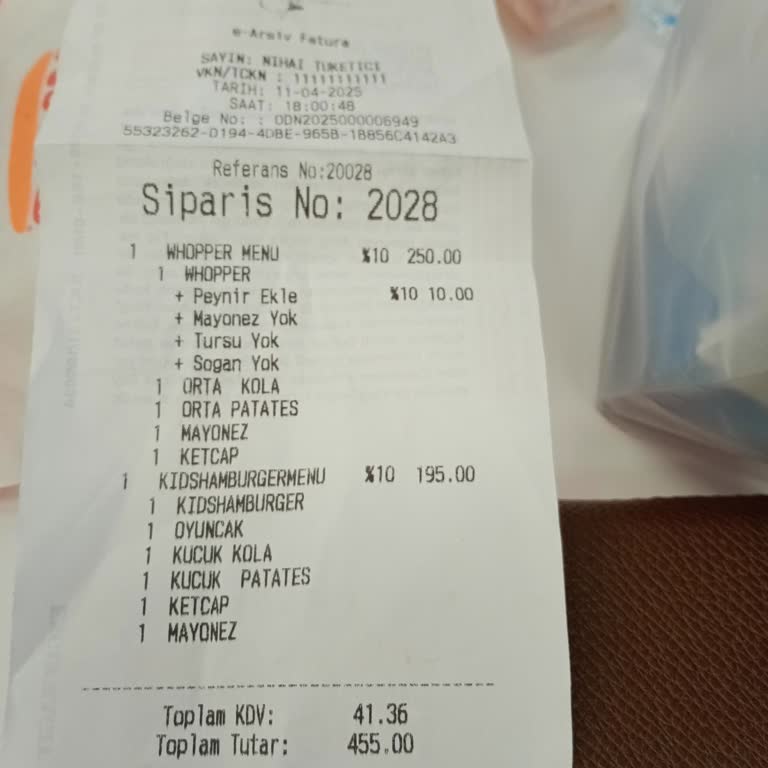 e-Arsiv Fatura
SAYIN: NIHAI TUKETICI
VKN/TCKN : 11111111111
TARIH: 11-04-2025
SAAT: 18:00:48
Belge No: : ODN2025000006949
55323262-D194-4DBE-965B-1B856C4142A3
Referans No:20028
Siparis No: 2028
1 WHOPPER MENU %10 250.00
1 WHOPPER
+ Peynir Ekle %10 10.00
+ Mayonez Yok
+ Tursu Yok
+ Sogan Yok
1 ORTA KOLA
1 ORTA PATATES
1 MAYONEZ
1 KETCAP
1 KIDSHAMBURGERMENU %10 195.00
1 KIDSHAMBURGER
1 OYUNCAK
1 KUCUK KOLA
1 KUCUK PATATES
1 KETCAP
1 MAYONEZ
Toplam KDV: 41.36
Toplam Tutar: 455.00